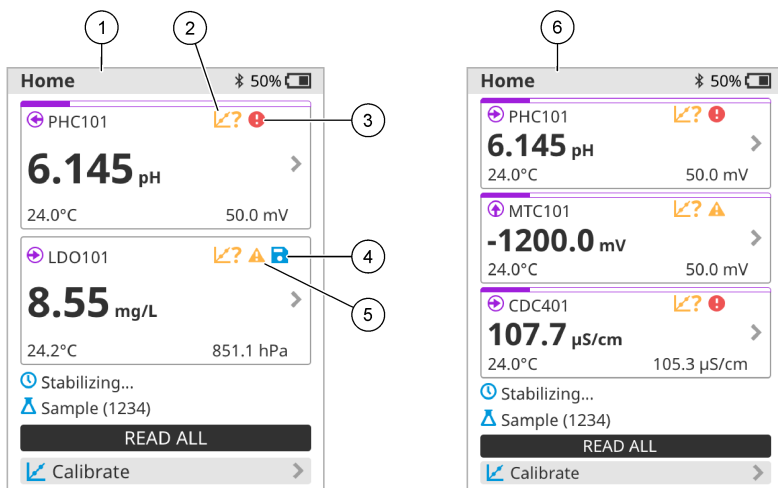 1
2
6
Home 50%
PHC101 ?
3
6.145 pH
24.0°C 50.0 mV
LDO101 ?
4
8.55 mg/L
5
24.2°C 851.1 hPa
Stabilizing...
Sample (1234)
READ ALL
Calibrate
Home 50%
PHC101 ?
6.145 pH
24.0°C 50.0 mV
MTC101 ?
-1200.0 mV
24.0°C 50.0 mV
CDC401 ?
107.7 µS/cm
24.0°C 105.3 µS/cm
Stabilizing...
Sample (1234)
READ ALL
Calibrate